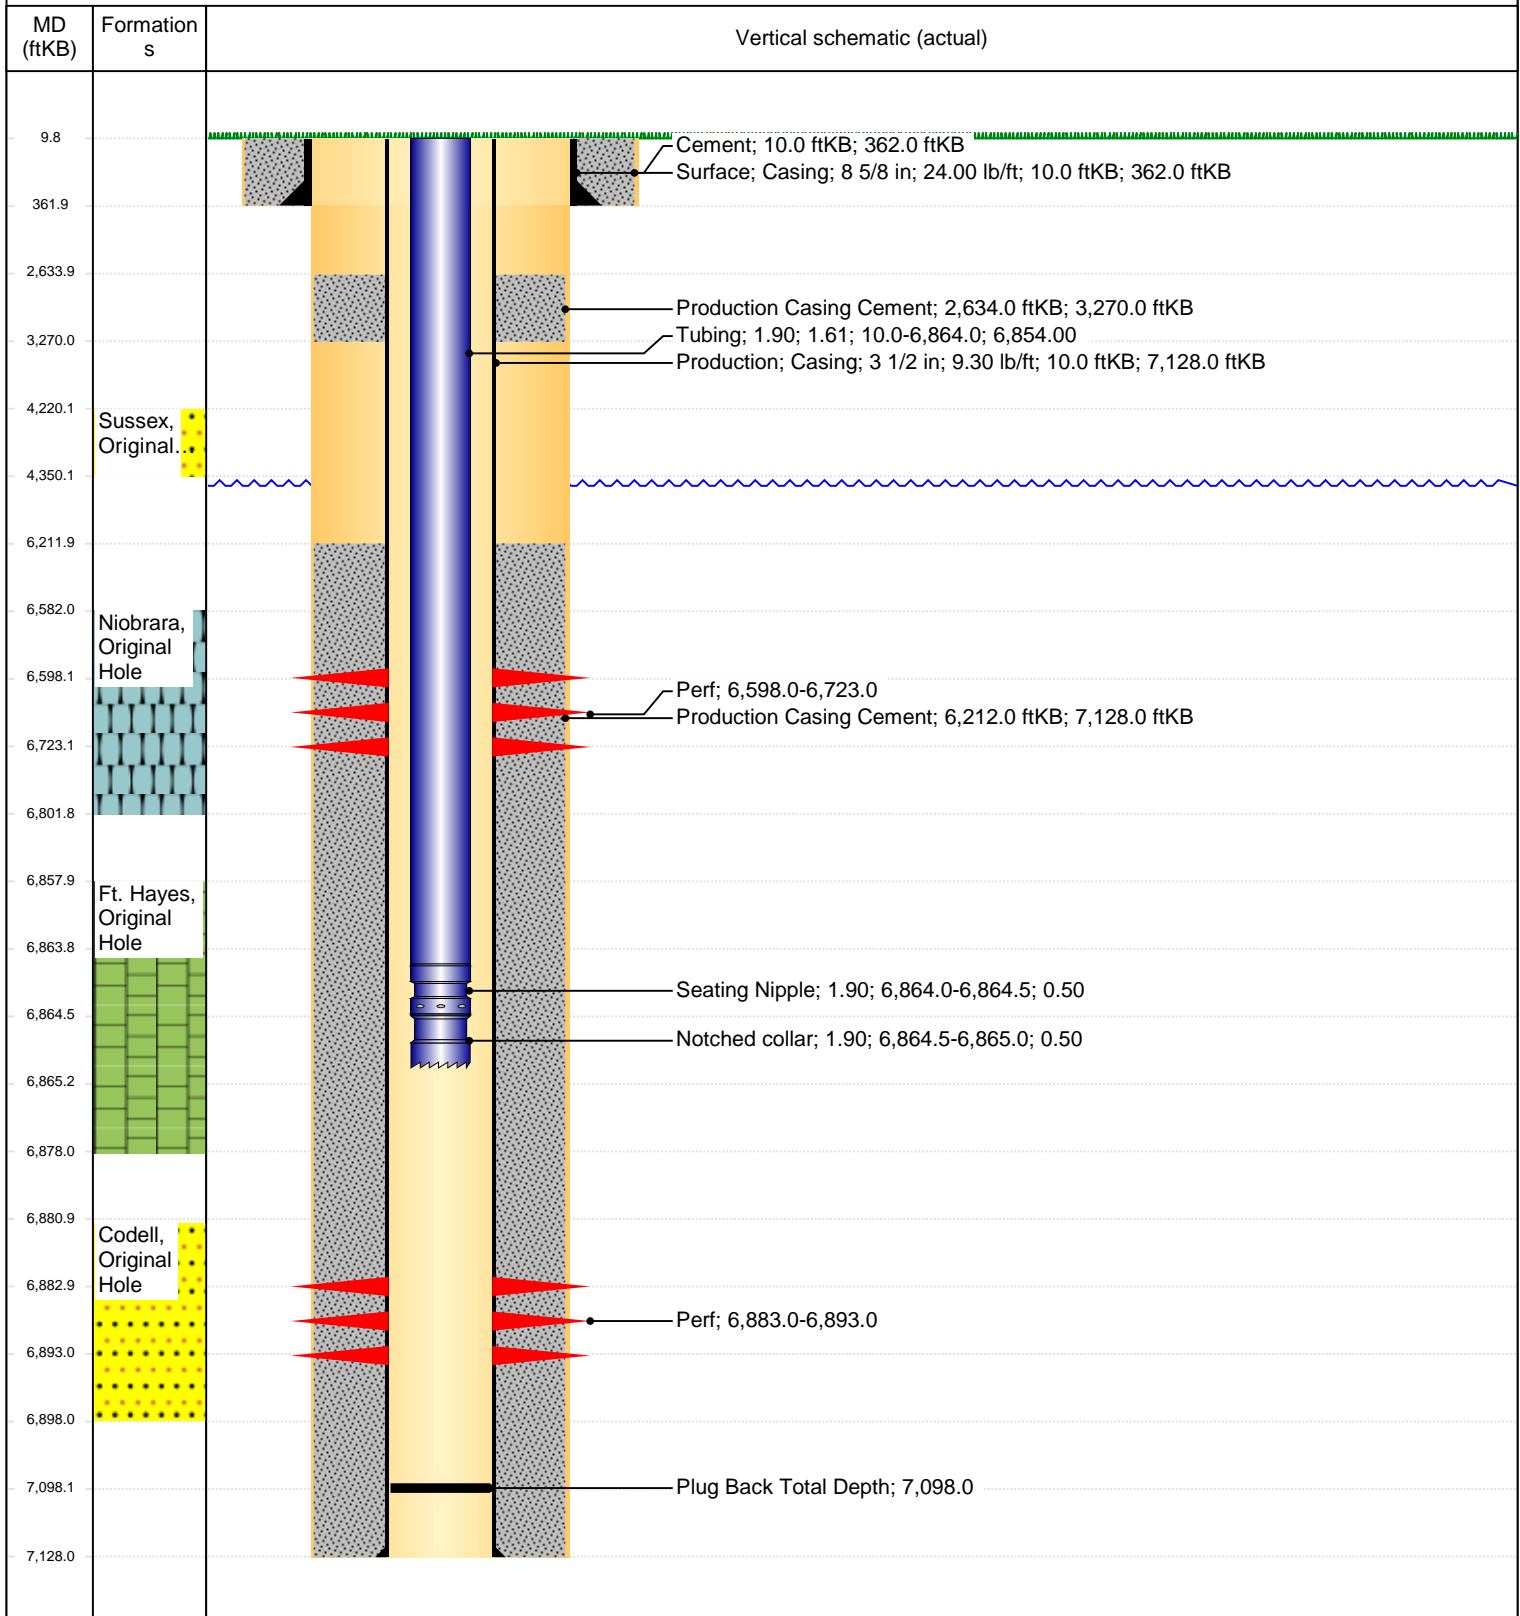 MD
(ftKB)
Formation
s
Vertical schematic (actual)
9.8
Cement; 10.0 ftKB; 362.0 ftKB
Surface; Casing; 8 5/8 in; 24.00 lb/ft; 10.0 ftKB; 362.0 ftKB
361.9
2,633.9
Production Casing Cement; 2,634.0 ftKB; 3,270.0 ftKB
Tubing; 1.90; 1.61; 10.0-6,864.0; 6,854.00
3,270.0
Production; Casing; 3 1/2 in; 9.30 lb/ft; 10.0 ftKB; 7,128.0 ftKB
4,220.1
Sussex,
Original...
4,350.1
6,211.9
6,582.0
Niobrara,
Original
Hole
6,598.1
Perf; 6,598.0-6,723.0
Production Casing Cement; 6,212.0 ftKB; 7,128.0 ftKB
6,723.1
6,801.8
6,857.9
Ft. Hayes,
Original
Hole
6,863.8
Seating Nipple; 1.90; 6,864.0-6,864.5; 0.50
6,864.5
Notched collar; 1.90; 6,864.5-6,865.0; 0.50
6,865.2
6,878.0
6,880.9
Codell,
Original
Hole
6,882.9
Perf; 6,883.0-6,893.0
6,893.0
6,898.0
7,098.1
Plug Back Total Depth; 7,098.0
7,128.0